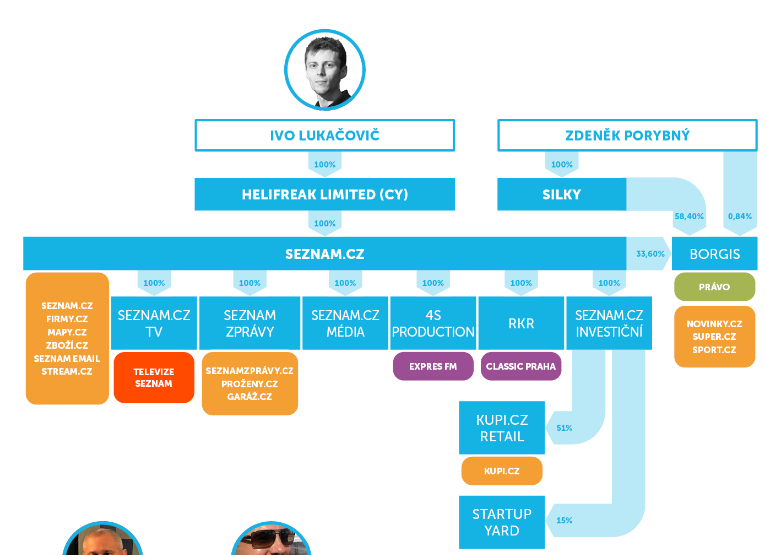 IVO LUKAČOVIČ
ZDENĚK PORYBNÝ
100%
100%
HELIFREAK LIMITED (CY)
SILKY
100%
58,40%
0,84%
SEZNAM.CZ
33,60%
BORGIS
100%
100%
100%
100%
100%
100%
PRÁVO
SEZNAM.CZ
FIRMY.CZ
MAPY.CZ
ZBOŽÍ.CZ
SEZNAM EMAIL
STREAM.CZ
SEZNAM.CZ
TV
SEZNAM
ZPRÁVY
SEZNAM.CZ
MÉDIA
4S
PRODUCTION
RKR
SEZNAM.CZ
INVESTIČNÍ
NOVINKY.CZ
SUPER.CZ
SPORT.CZ
TELEVIZE
SEZNAM
SEZNAMZPRÁVY.CZ
PROŽENY.CZ
GARÁŽ.CZ
EXPRES FM
CLASSIC PRAHA
KUPI.CZ
RETAIL
51%
KUPI.CZ
STARTUP
YARD
15%